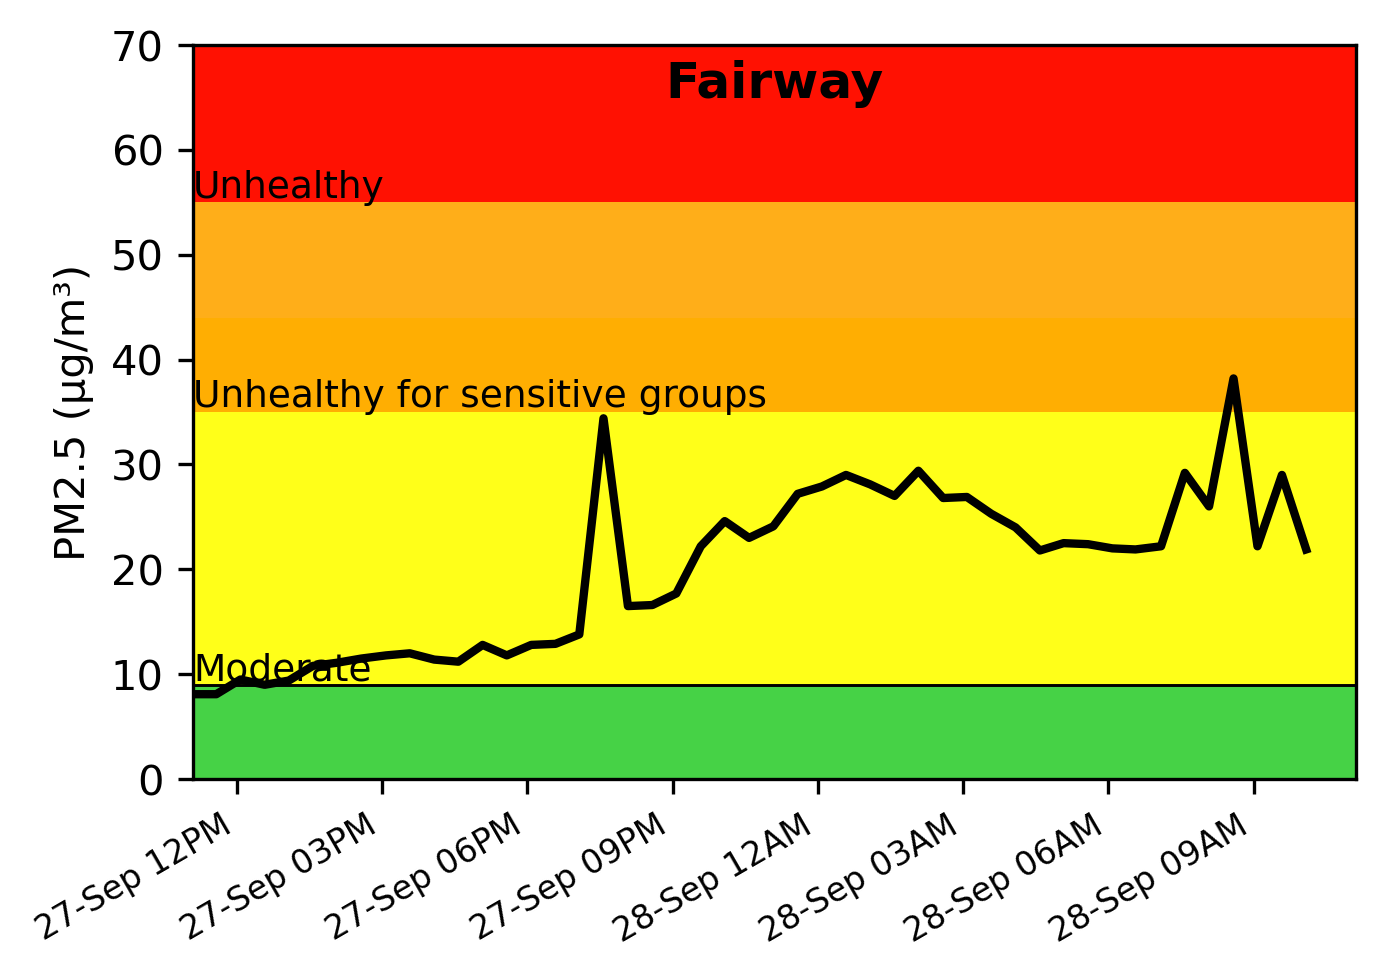 Fairway
70
60
50
40
30
20
10
0
PM2.5 (µg/m³)
Unhealthy
Unhealthy for sensitive groups
Moderate
27-Sep 12PM
27-Sep 03PM
27-Sep 06PM
27-Sep 09PM
28-Sep 12AM
28-Sep 03AM
28-Sep 06AM
28-Sep 09AM